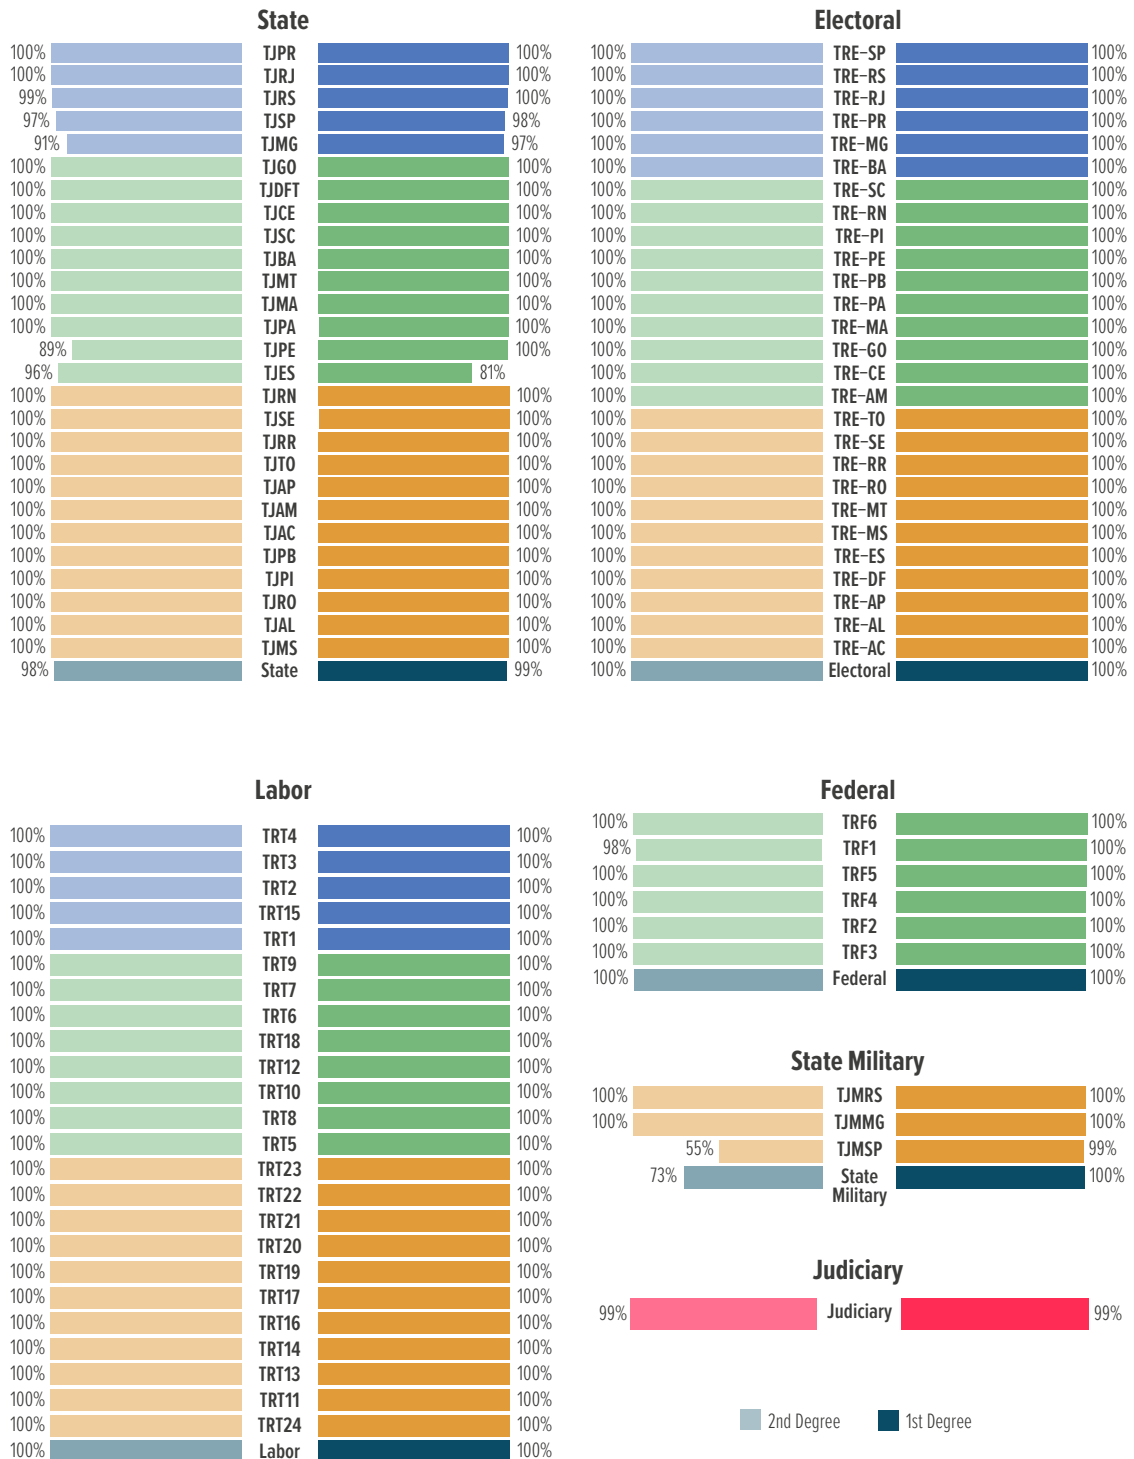 State
100% TJPR 100%
100% TJRJ 100%
99% TJRS 100%
97% TJSP 98%
91% TJMG 97%
100% TJGO 100%
100% TJDFT 100%
100% TJCE 100%
100% TJSC 100%
100% TJBA 100%
100% TJMT 100%
100% TJMA 100%
100% TJPA 100%
89% TJPE 100%
96% TJES 81%
100% TJRN 100%
100% TJSE 100%
100% TJRR 100%
100% TJTO 100%
100% TJAP 100%
100% TJAM 100%
100% TJAC 100%
100% TJPB 100%
100% TJPI 100%
100% TJRO 100%
100% TJAL 100%
100% TJMS 100%
98% State 99%
Electoral
100% TRE-SP 100%
100% TRE-RS 100%
100% TRE-RJ 100%
100% TRE-PR 100%
100% TRE-MG 100%
100% TRE-BA 100%
100% TRE-SC 100%
100% TRE-RN 100%
100% TRE-PI 100%
100% TRE-PE 100%
100% TRE-PB 100%
100% TRE-PA 100%
100% TRE-MA 100%
100% TRE-GO 100%
100% TRE-CE 100%
100% TRE-AM 100%
100% TRE-TO 100%
100% TRE-SE 100%
100% TRE-RR 100%
100% TRE-RO 100%
100% TRE-MT 100%
100% TRE-MS 100%
100% TRE-ES 100%
100% TRE-DF 100%
100% TRE-AP 100%
100% TRE-AL 100%
100% TRE-AC 100%
100% Electoral 100%
Labor
100% TRT4 100%
100% TRT3 100%
100% TRT2 100%
100% TRT15 100%
100% TRT1 100%
100% TRT9 100%
100% TRT7 100%
100% TRT6 100%
100% TRT18 100%
100% TRT12 100%
100% TRT10 100%
100% TRT8 100%
100% TRT5 100%
100% TRT23 100%
100% TRT22 100%
100% TRT21 100%
100% TRT20 100%
100% TRT19 100%
100% TRT17 100%
100% TRT16 100%
100% TRT14 100%
100% TRT13 100%
100% TRT11 100%
100% TRT24 100%
100% Labor 100%
Federal
100% TRF6 100%
98% TRF1 100%
100% TRF5 100%
100% TRF4 100%
100% TRF2 100%
100% TRF3 100%
100% Federal 100%
State Military
100% TJMRS 100%
100% TJMMG 100%
55% TJMSP 99%
73% State 100%
Military
Judiciary
99% Judiciary 99%
2nd Degree 1st Degree